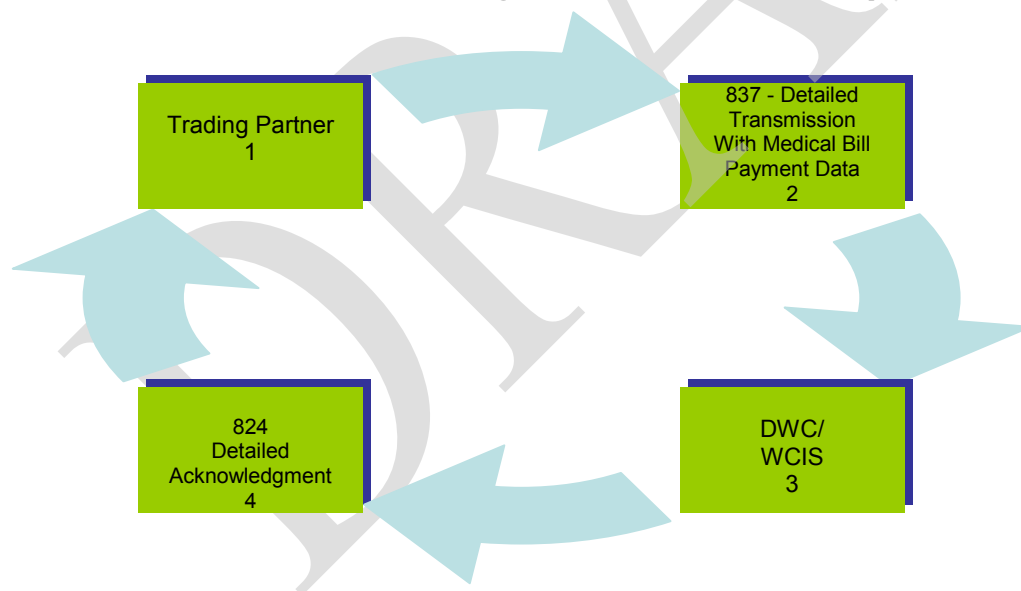 Trading Partner
1
837 - Detailed
Transmission
With Medical Bill
Payment Data
2
824
Detailed
Acknowledgment
4
DWC/
WCIS
3